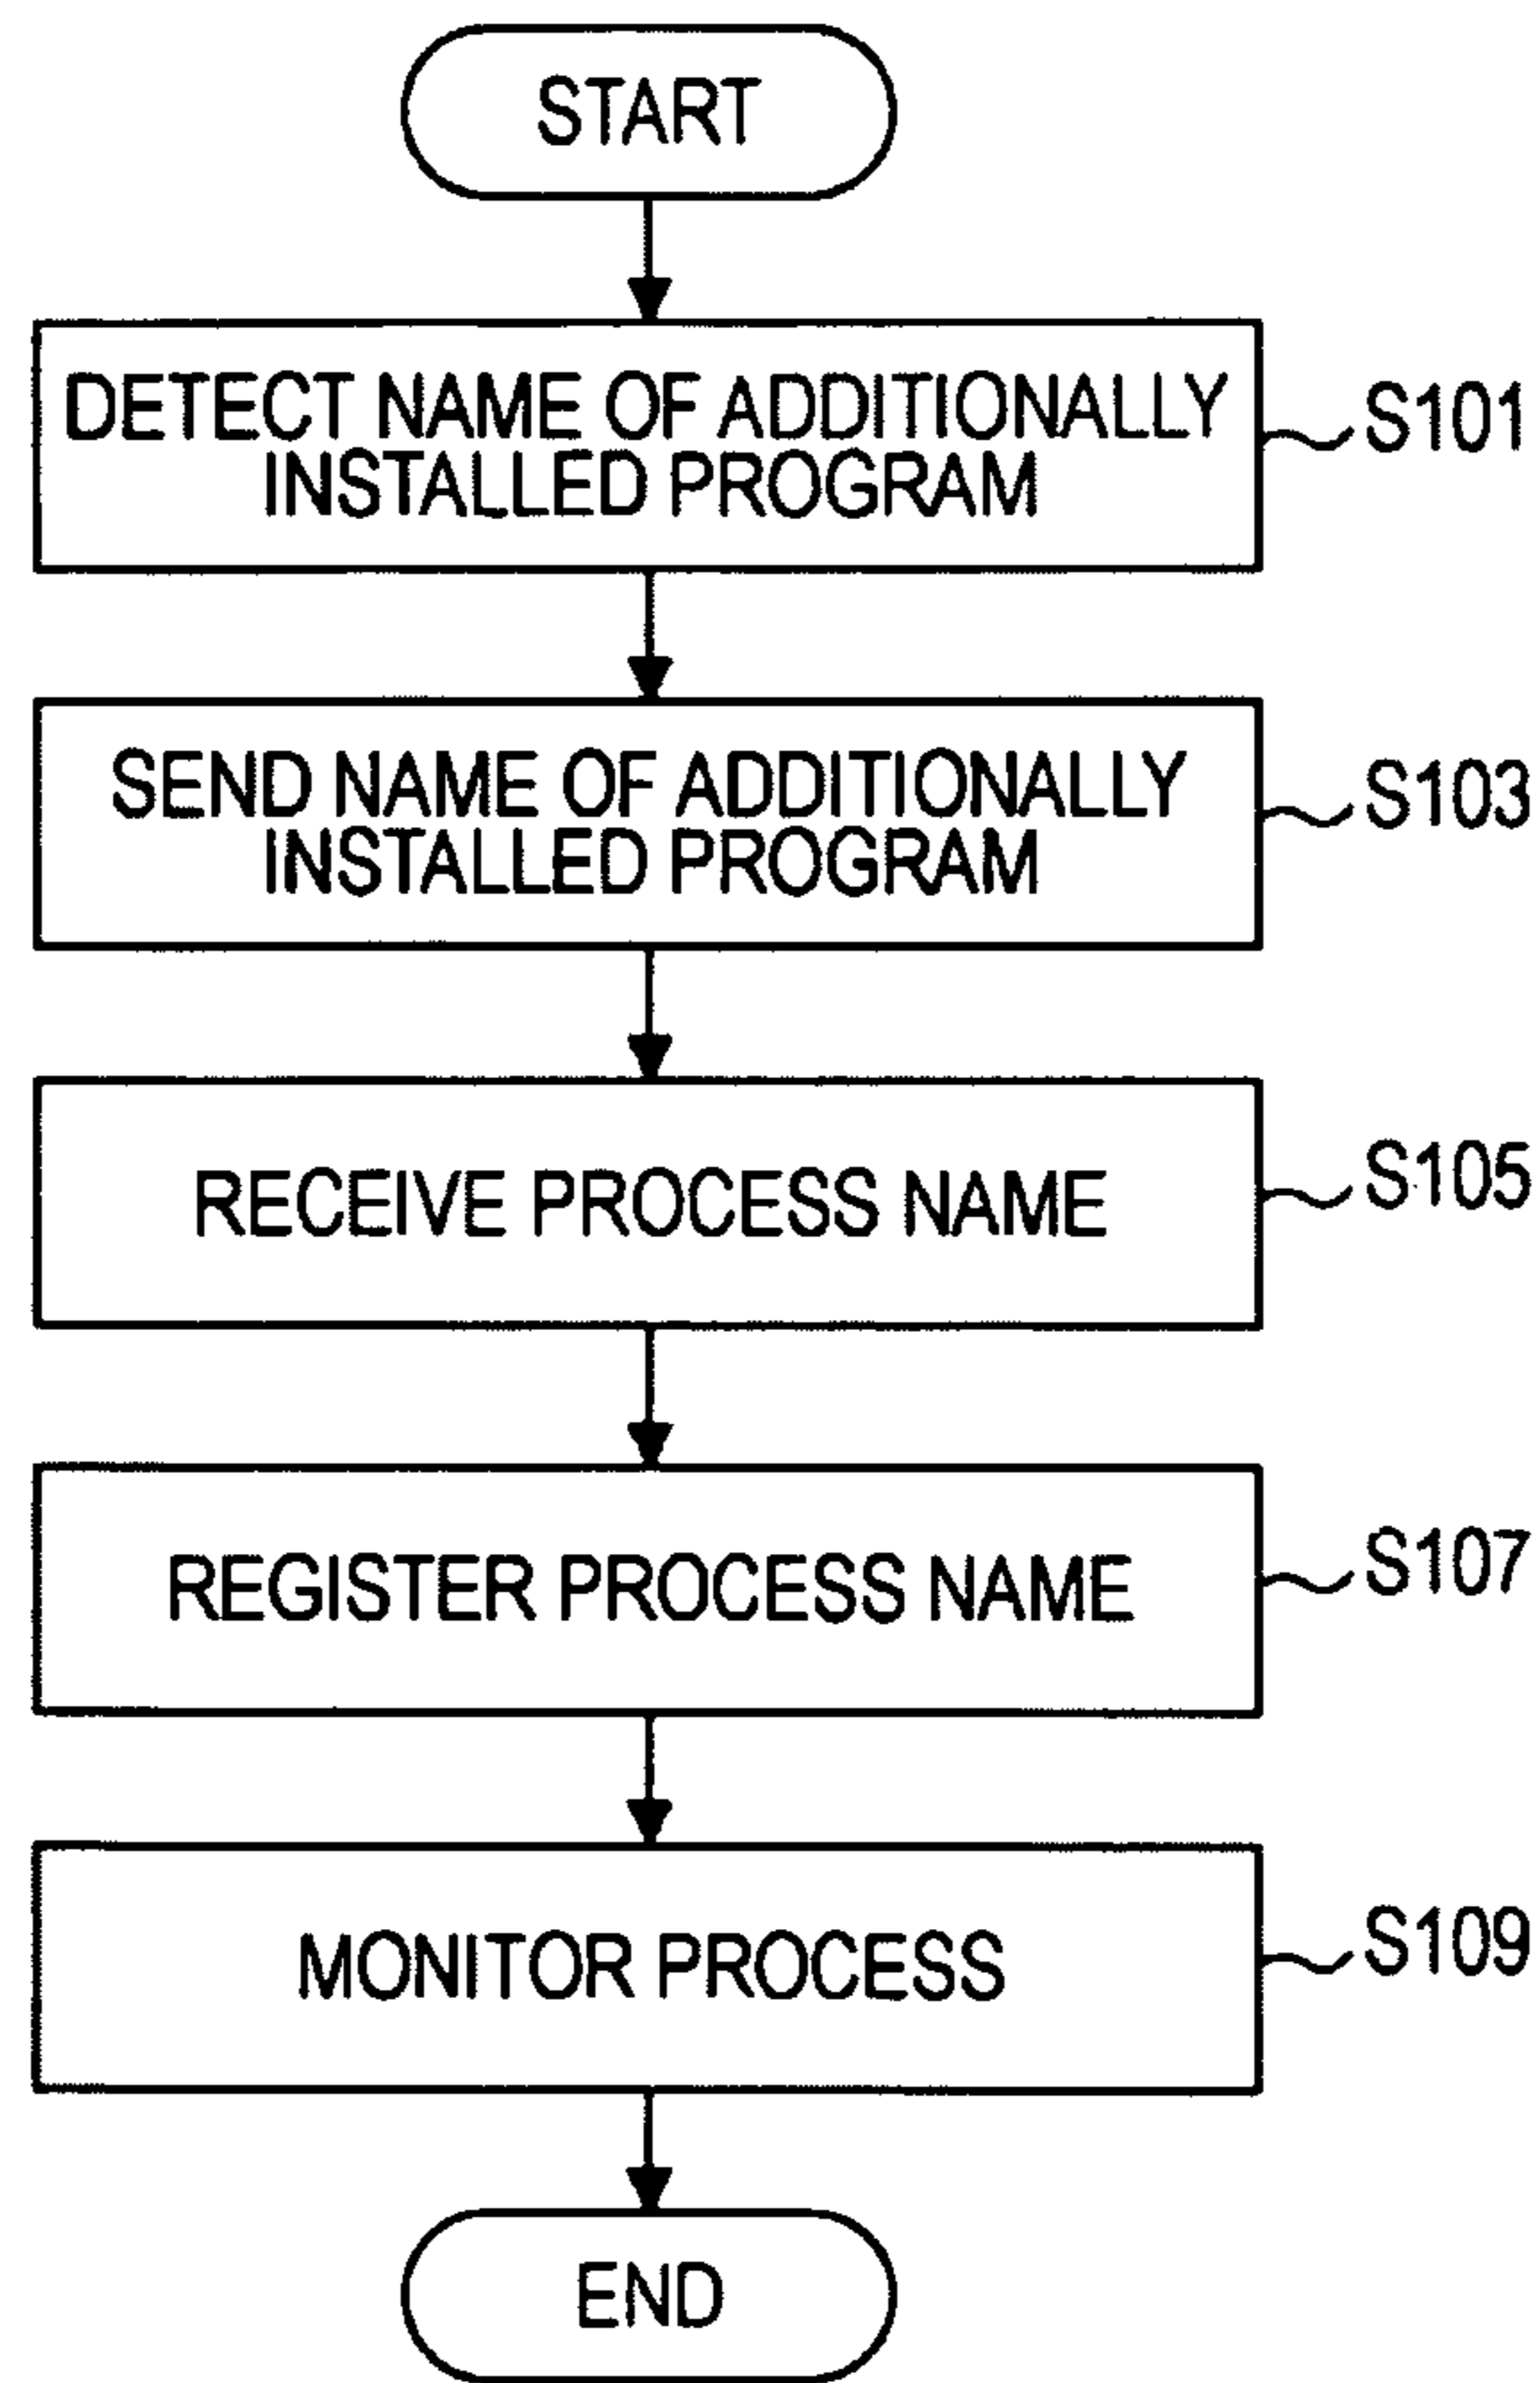 START
DETECT NAME OF ADDITIONALLY
INSTALLED PROGRAM
S101
SEND NAME OF ADDITIONALLY
INSTALLED PROGRAM
S103
RECEIVE PROCESS NAME
S105
REGISTER PROCESS NAME
S107
MONITOR PROCESS
S109
END